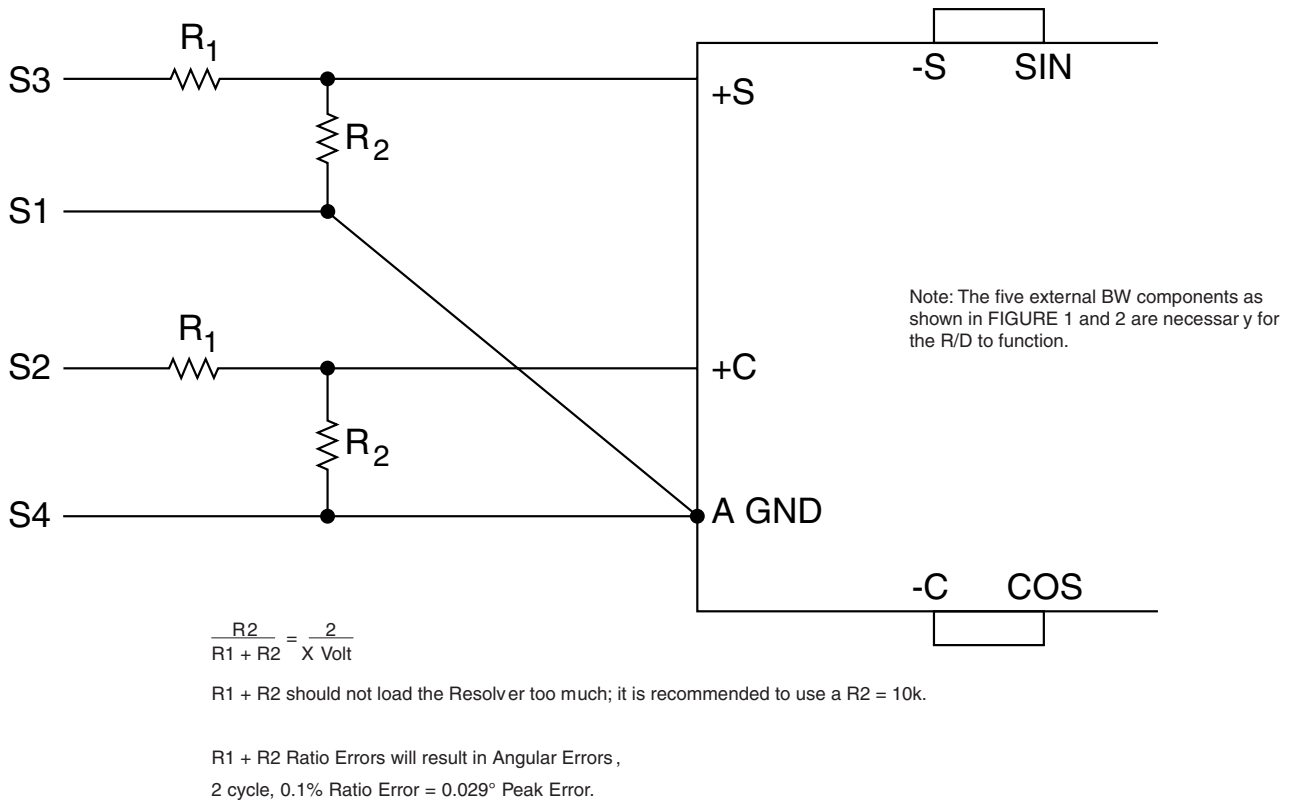 R1
S3
-S SIN
+S
R2
S1
Note: The five external BW components as
shown in FIGURE 1 and 2 are necessar y for
the R/D to function.
R1
S2
+C
R2
S4
A GND
-C COS
R2 / R1 + R2 = 2 / X Volt
R1 + R2 should not load the Resolver too much; it is recommended to use a R2 = 10k.
R1 + R2 Ratio Errors will result in Angular Errors,
2 cycle, 0.1% Ratio Error = 0.029° Peak Error.